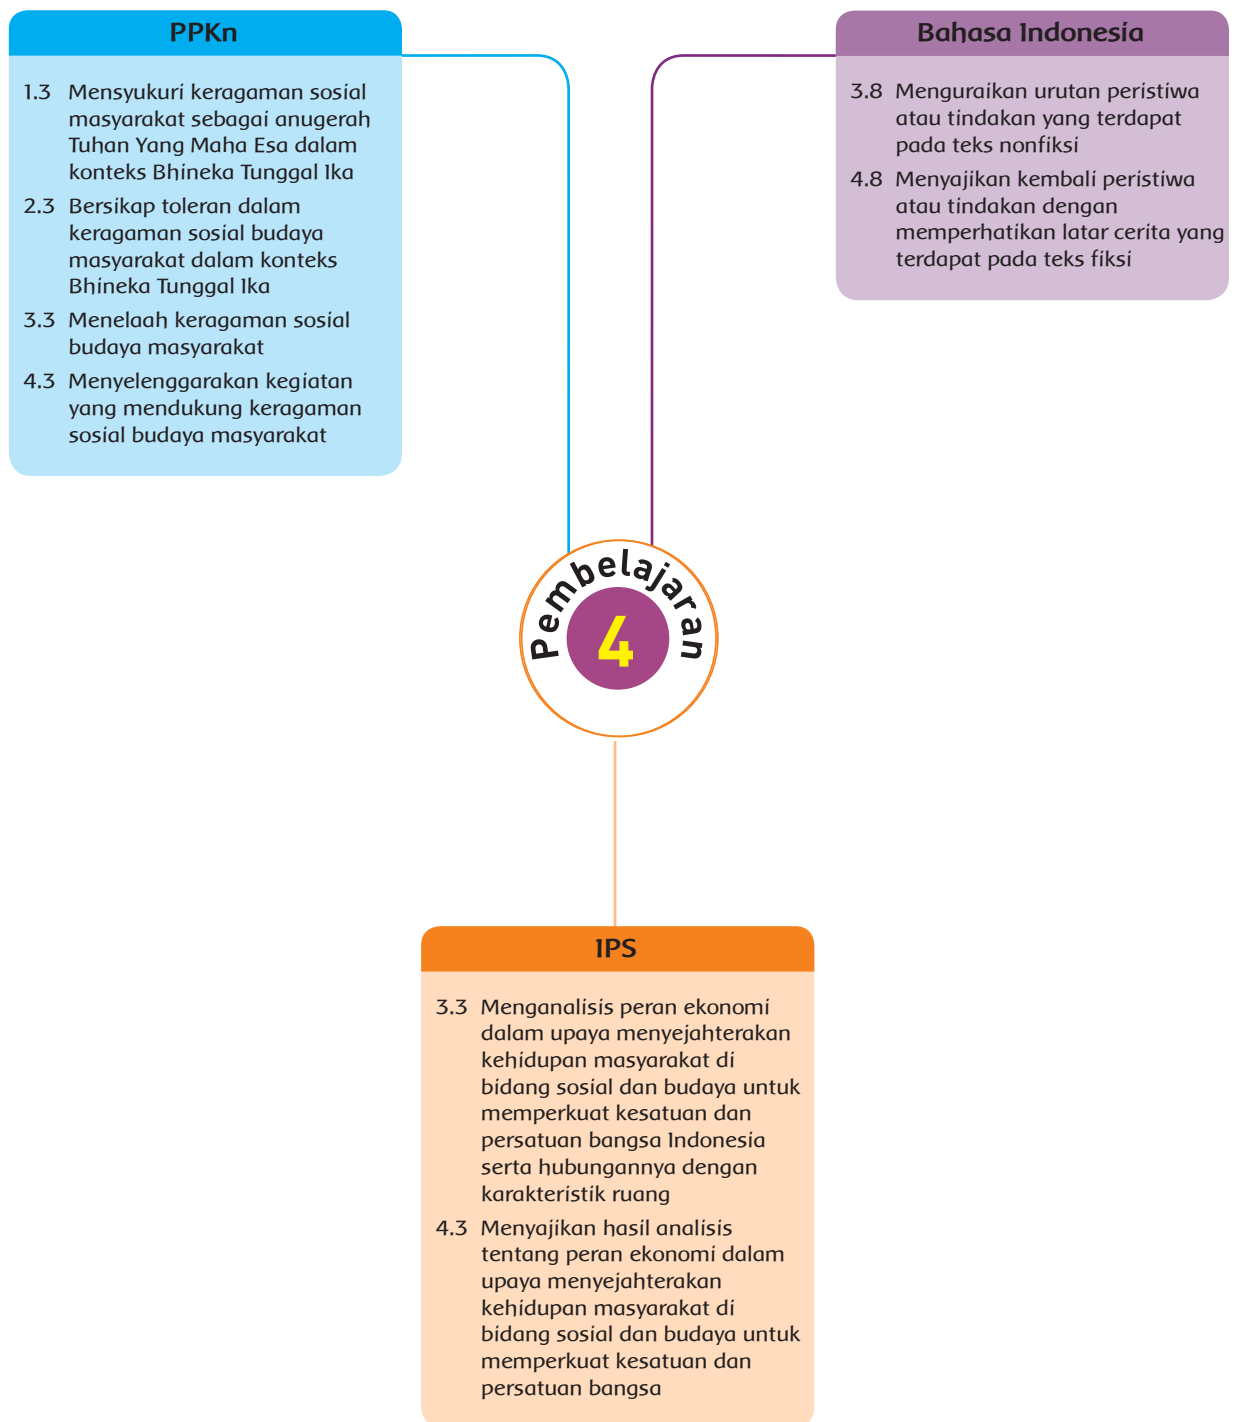 PPKn
1.3 Mensyukuri keragaman sosial
masyarakat sebagai anugerah
Tuhan Yang Maha Esa dalam
konteks Bhineka Tunggal Ika
2.3 Bersikap toleran dalam
keragaman sosial budaya
masyarakat dalam konteks
Bhineka Tunggal Ika
3.3 Menelaah keragaman sosial
budaya masyarakat
4.3 Menyelenggarakan kegiatan
yang mendukung keragaman
sosial budaya masyarakat
Bahasa Indonesia
3.8 Menguraikan urutan peristiwa
atau tindakan yang terdapat
pada teks nonfiksi
4.8 Menyajikan kembali peristiwa
atau tindakan dengan
memperhatikan latar cerita yang
terdapat pada teks fiksi
Pembelajaran
4
IPS
3.3 Menganalisis peran ekonomi
dalam upaya menyejahterakan
kehidupan masyarakat di
bidang sosial dan budaya untuk
memperkuat kesatuan dan
persatuan bangsa Indonesia
serta hubungannya dengan
karakteristik ruang
4.3 Menyajikan hasil analisis
tentang peran ekonomi dalam
upaya menyejahterakan
kehidupan masyarakat di
bidang sosial dan budaya untuk
memperkuat kesatuan dan
persatuan bangsa